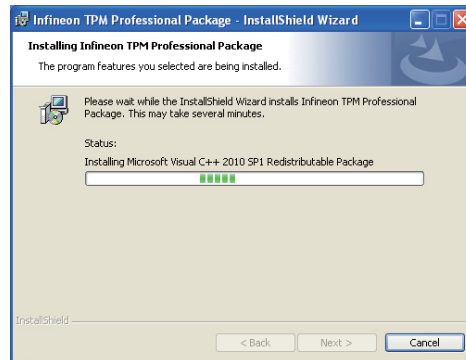 Infineon TPM Professional Package - InstallShield Wizard
Installing Infineon TPM Professional Package
The program features you selected are being installed.
Please wait while the InstallShield Wizard installs Infineon TPM Professional
Package. This may take several minutes.
Status:
Installing Microsoft Visual C++ 2010 SP1 Redistributable Package
InstallShield
< Back
Next >
Cancel